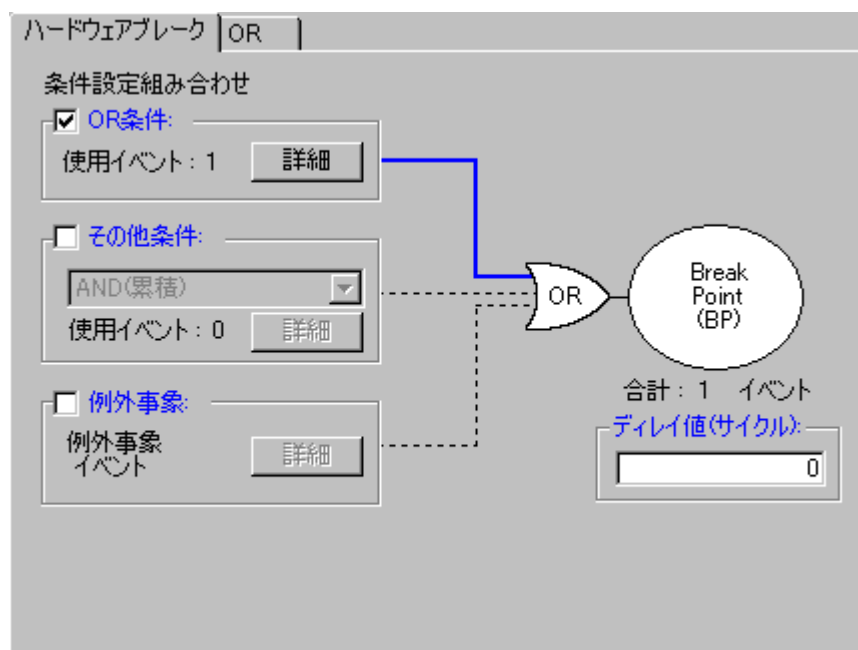 ハードウェアブレーク
OR
条件設定組み合わせ
OR条件:
使用イベント : 1
詳細
その他条件:
AND(累積)
使用イベント : 0
詳細
例外事象:
例外事象
イベント
詳細
OR
Break
Point
(BP)
合計 : 1 イベント
ディレイ値(サイクル):
0